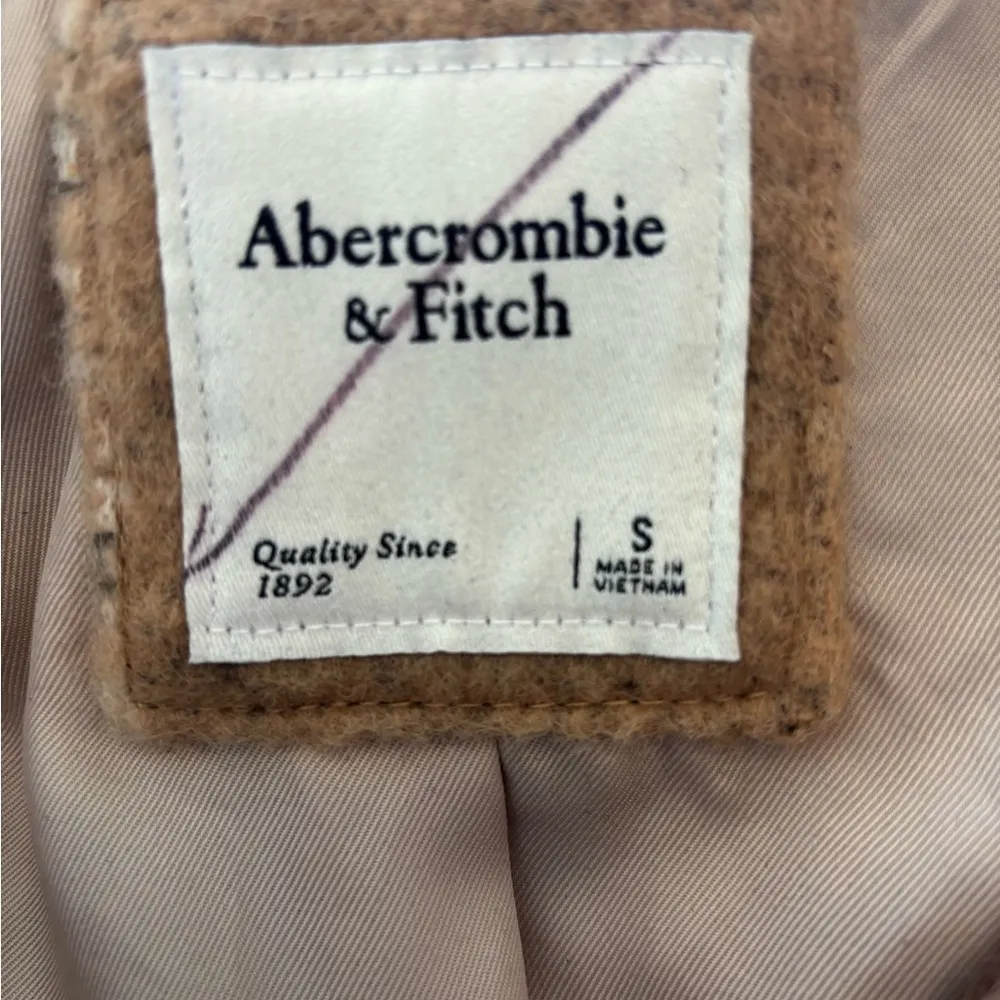 Abercrombie
& Fitch
Quality Since
1892
S
MADE IN
VIETNAM